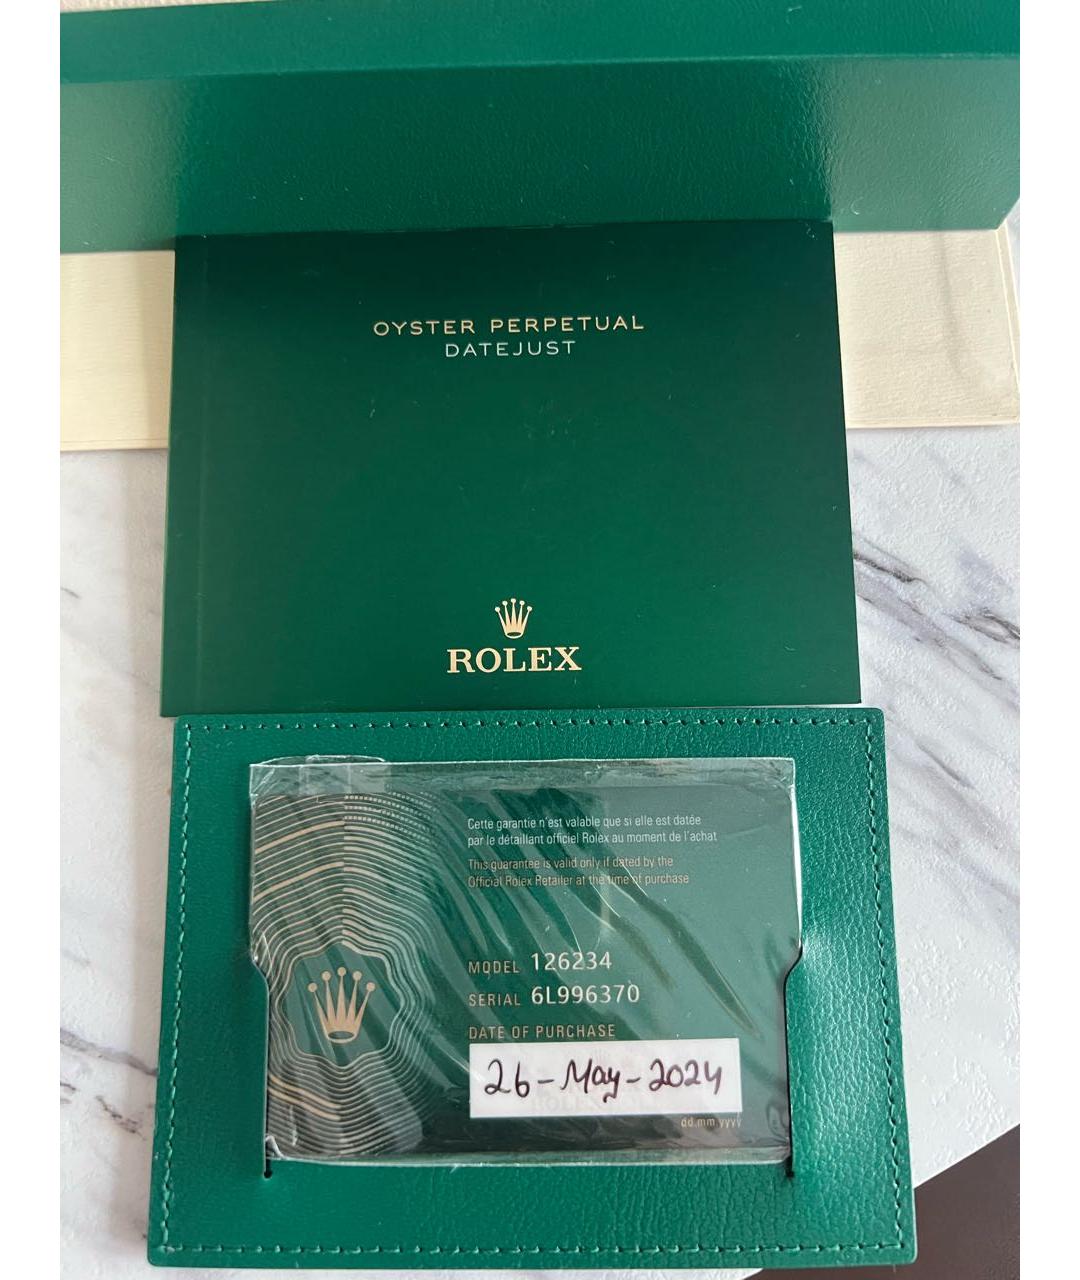 OYSTER PERPETUAL
DATEJUST
ROLEX
Cette garantie n'est valable que si elle est datée
par le détaillant officiel Rolex au moment de l'achat
This guarantee is valid only if dated by the
Official Rolex Retailer at the time of purchase
MODEL 126234
SERIAL 6L996370
DATE OF PURCHASE
26-May-2024
dd.mm.yyyy